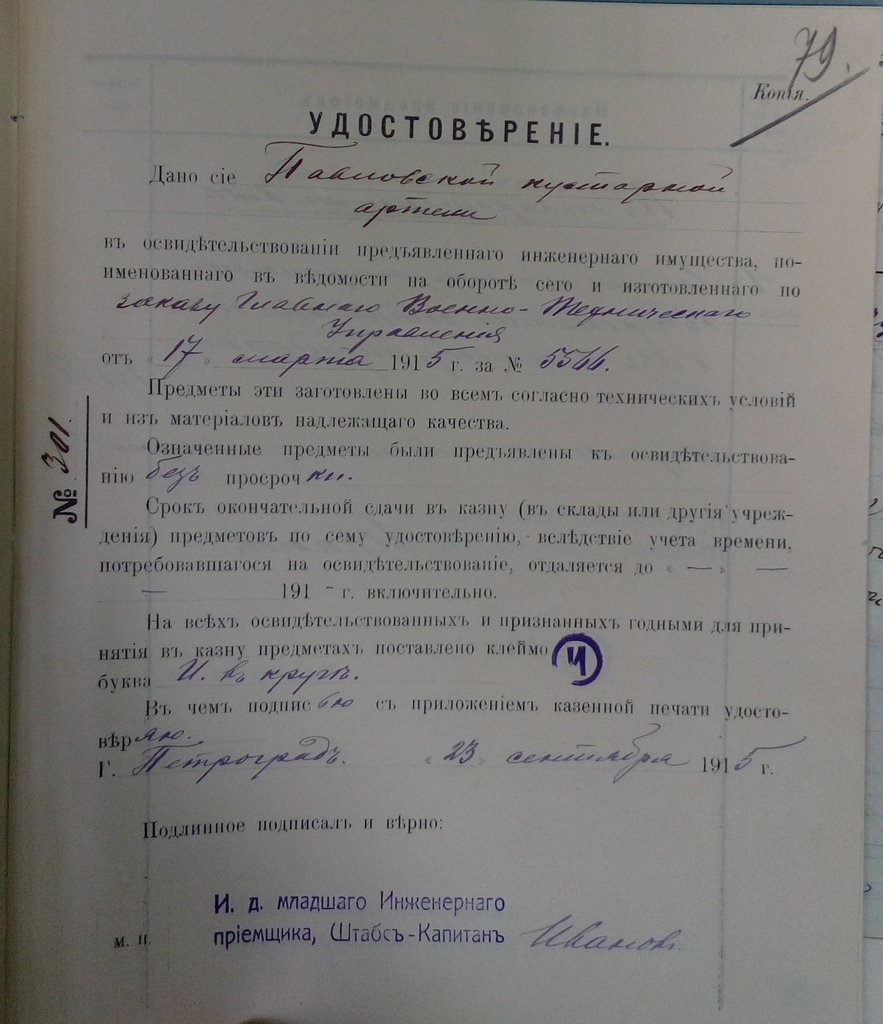 79.
Копія.
УДОСТОВѢРЕНІЕ.
Дано сіе Павловской кустарной
артели
въ освидѣтельствованіи предъявленнаго инженернаго имущества, по-
именованнаго въ вѣдомости на оборотѣ сего и изготовленнаго по
заказу Главнаго Военно-Техническаго
Управленія
отъ „ 17 „ марта 1915 г. за № 5566.
Предметы эти заготовлены во всемъ согласно техническихъ условій
и изъ матеріаловъ надлежащаго качества.
Означенные предметы были предъявлены къ освидѣтельствова-
нію безъ просрочки.
№ 301.
Срокъ окончательной сдачи въ казну (въ склады или другія учреж-
денія) предметовъ по сему удостовѣренію, вслѣдствіе учета времени,
потребовавшагося на освидѣтельствованіе, отдаляется до « — » —
— 191 - г. включительно.
На всѣхъ освидѣтельствованныхъ и признанныхъ годными для при-
нятія въ казну предметахъ поставлено клеймо И
буква И. въ кругѣ.
Въ чемъ подписью съ приложеніемъ казенной печати удосто-
вѣряю.
Г. Петроградъ. « 23 » сентября 1915 г.
Подлинное подписалъ и вѣрно:
И. д. младшаго Инженернаго
м. п. пріемщика, Штабсъ-Капитанъ Ивановъ.